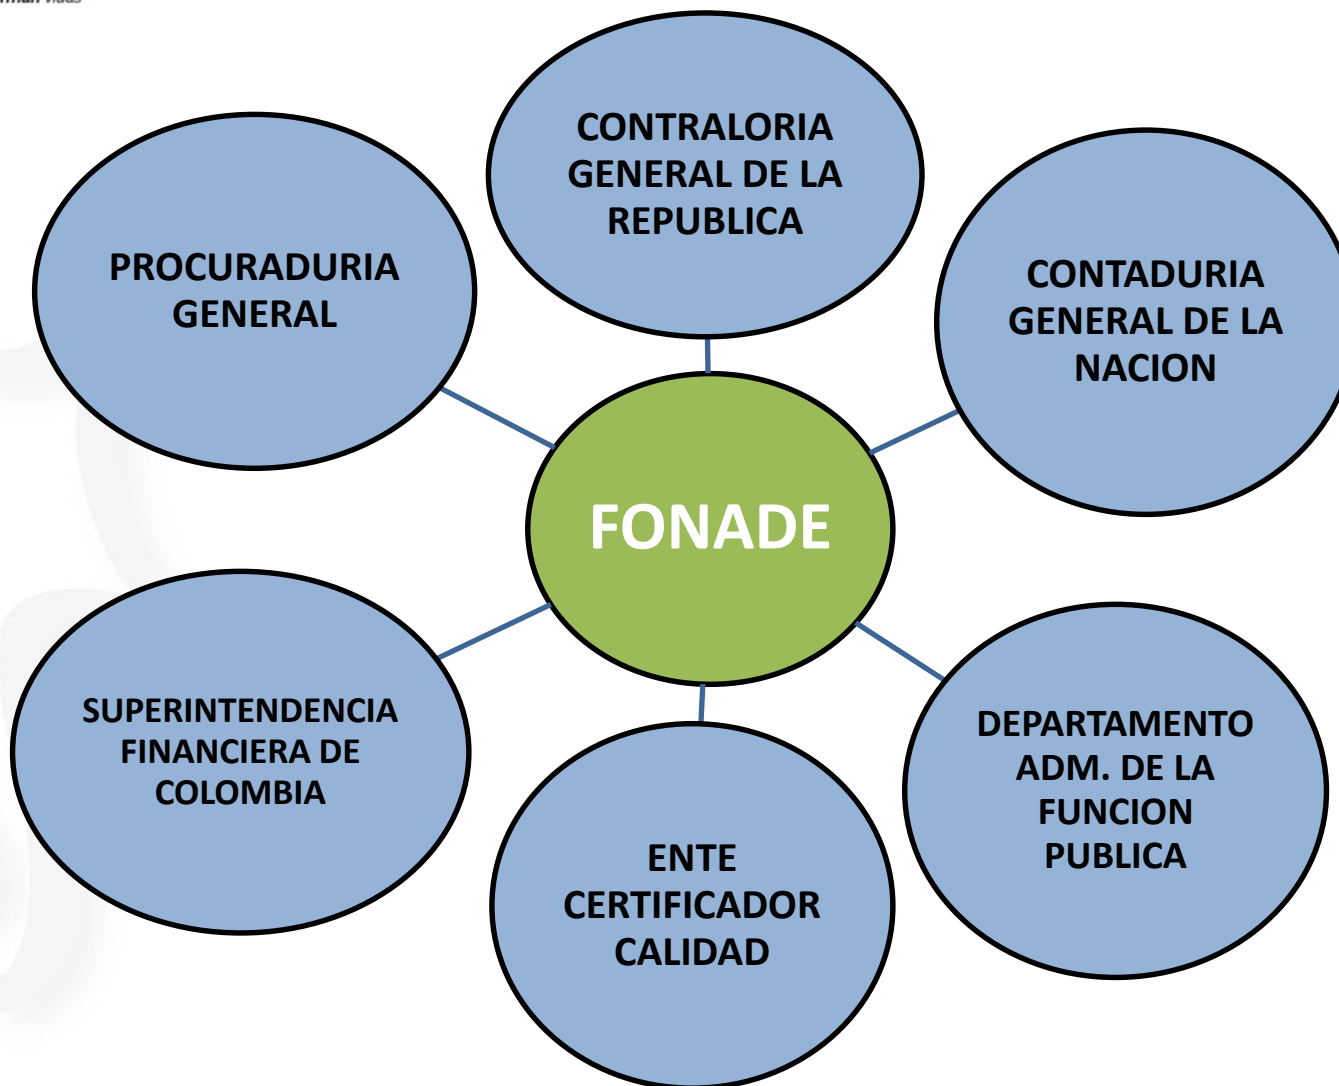 vidas
CONTRALORIA
GENERAL DE LA
REPUBLICA
PROCURADURIA
GENERAL
CONTADURIA
GENERAL DE LA
NACION
FONADE
SUPERINTENDENCIA
FINANCIERA DE
COLOMBIA
DEPARTAMENTO
ADM. DE LA
FUNCION
PUBLICA
ENTE
CERTIFICADOR
CALIDAD